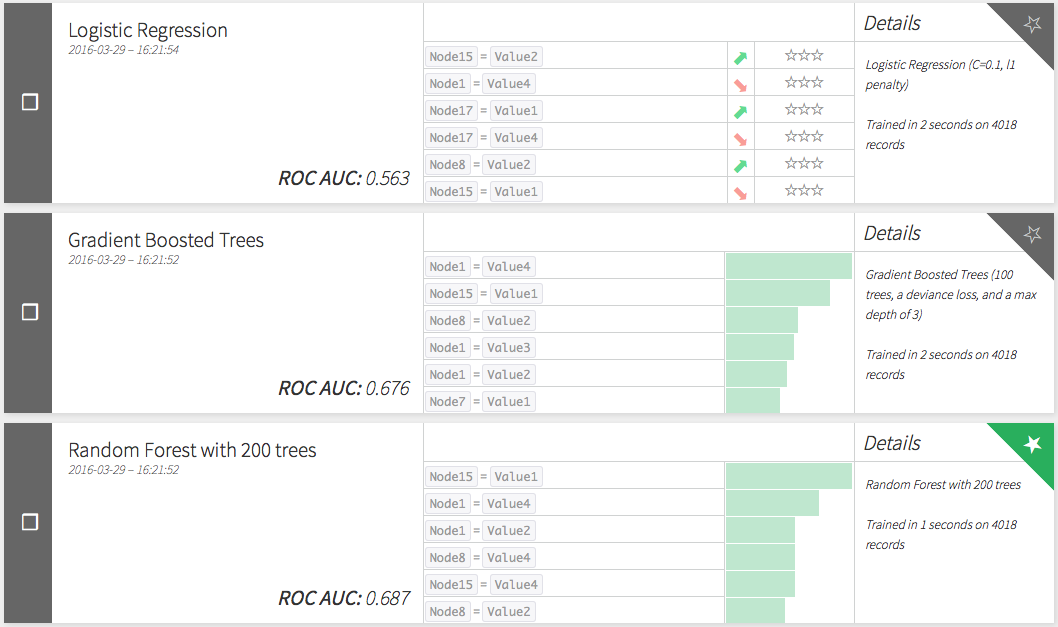 Logistic Regression
2016-03-29 – 16:21:54
ROC AUC: 0.563
Node15 = Value2
Node1 = Value4
Node17 = Value1
Node17 = Value4
Node8 = Value2
Node15 = Value1
Details
Logistic Regression (C=0.1, l1
penalty)
Trained in 2 seconds on 4018
records
Gradient Boosted Trees
2016-03-29 – 16:21:52
ROC AUC: 0.676
Node1 = Value4
Node15 = Value1
Node8 = Value2
Node1 = Value3
Node1 = Value2
Node7 = Value1
Details
Gradient Boosted Trees (100
trees, a deviance loss, and a max
depth of 3)
Trained in 2 seconds on 4018
records
Random Forest with 200 trees
2016-03-29 – 16:21:52
ROC AUC: 0.687
Node15 = Value1
Node1 = Value4
Node1 = Value2
Node8 = Value4
Node15 = Value4
Node8 = Value2
Details
Random Forest with 200 trees
Trained in 1 seconds on 4018
records